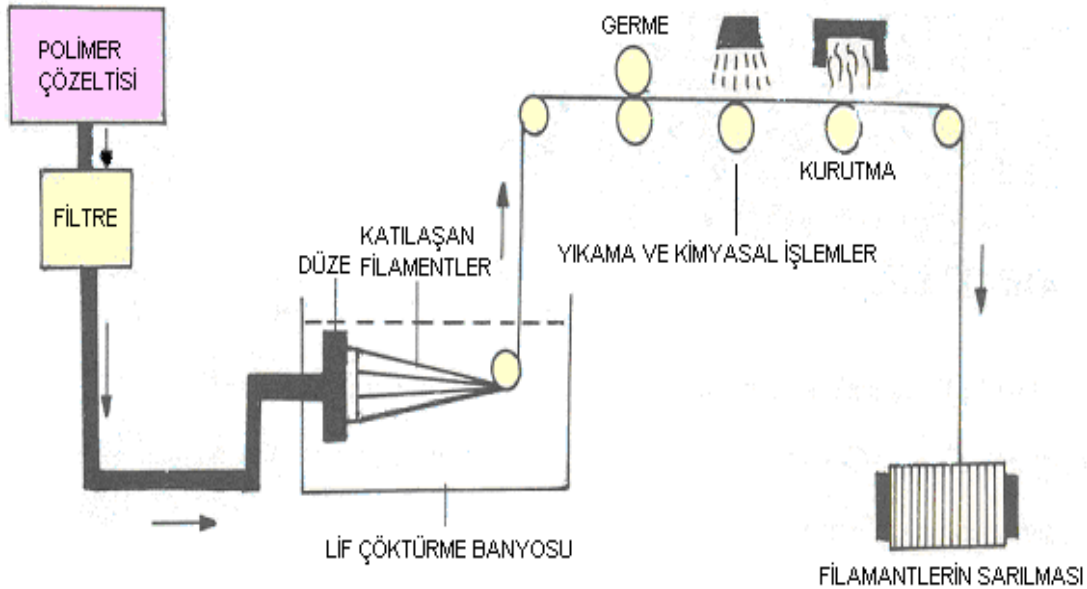 POLİMER
ÇÖZELTİSİ
FİLTRE
DÜZE
KATILAŞAN
FİLAMENTLER
LİF ÇÖKTÜRME BANYOSU
GERME
YIKAMA VE KİMYASAL İŞLEMLER
KURUTMA
FİLAMANTLERİN SARILMASI